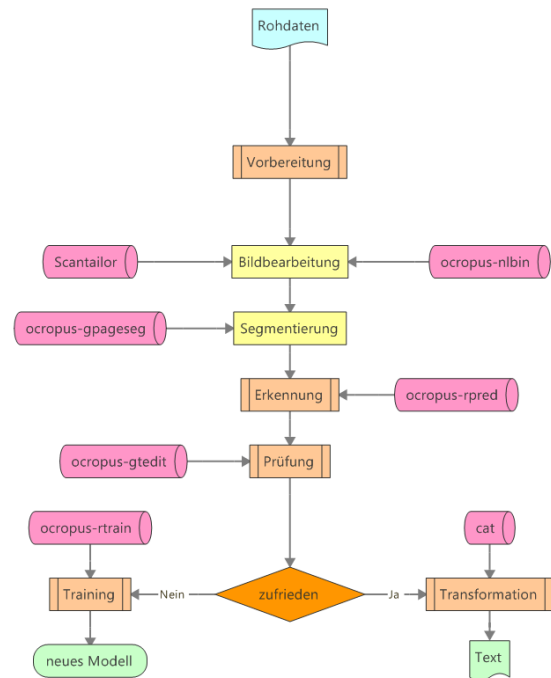 Rohdaten
Vorbereitung
Scantailor
Bildbearbeitung
ocropus-nlbin
ocropus-gpageseg
Segmentierung
Erkennung
ocropus-rpred
ocropus-gtedit
Prüfung
ocropus-rtrain
cat
Training
Nein
zufrieden
Ja
Transformation
neues Modell
Text